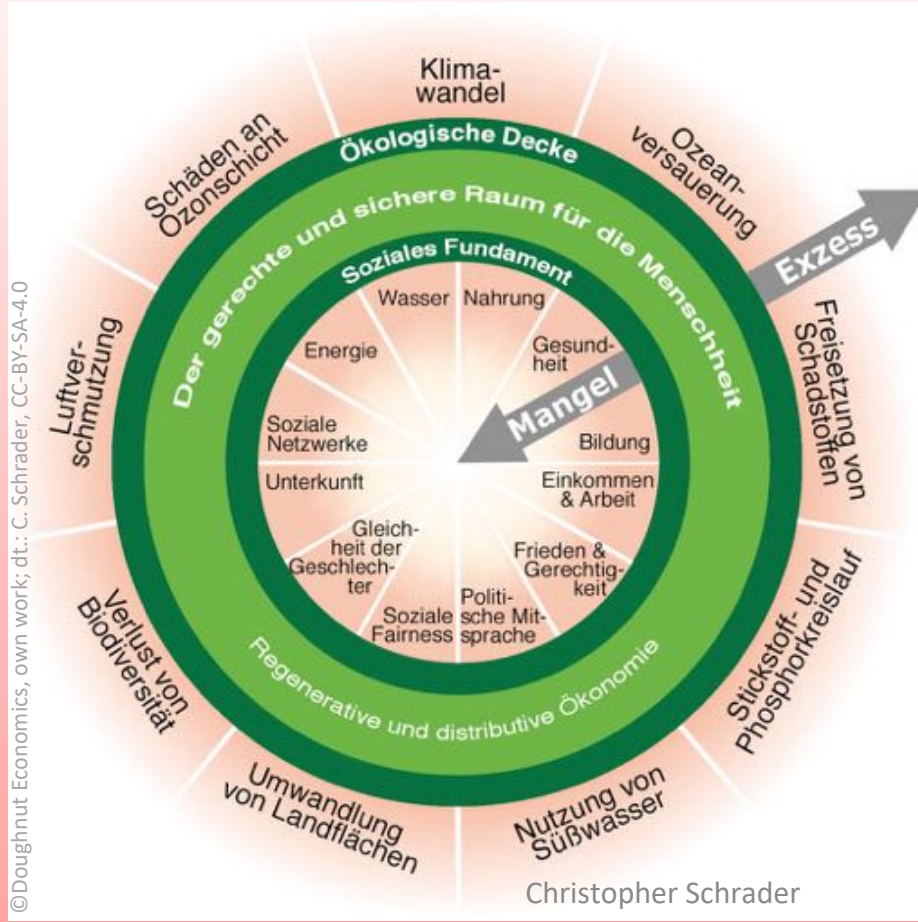 Klima-
wandel
Ozean-
versauerung
Exzess
Freisetzung von
Schadstoffen
Stickstoff- und
Phosphorkreislauf
Nutzung von
Süßwasser
Umwandlung
von Landflächen
Verlust von
Biodiversität
Luftver-
schmutzung
Schäden an
Ozonschicht
Ökologische Decke
Der gerechte und sichere Raum für die Menschheit
Soziales Fundament
Wasser
Nahrung
Gesund-
heit
Mangel
Bildung
Einkommen
& Arbeit
Frieden &
Gerechtig-
keit
Politi-
sche Mit-
sprache
Soziale
Fairness
Gleich-
heit der
Geschlech-
ter
Unterkunft
Soziale
Netzwerke
Energie
Regenerative und distributive Ökonomie
©Doughnut Economics, own work; dt.: C. Schrader, CC-BY-SA-4.0
Christopher Schrader